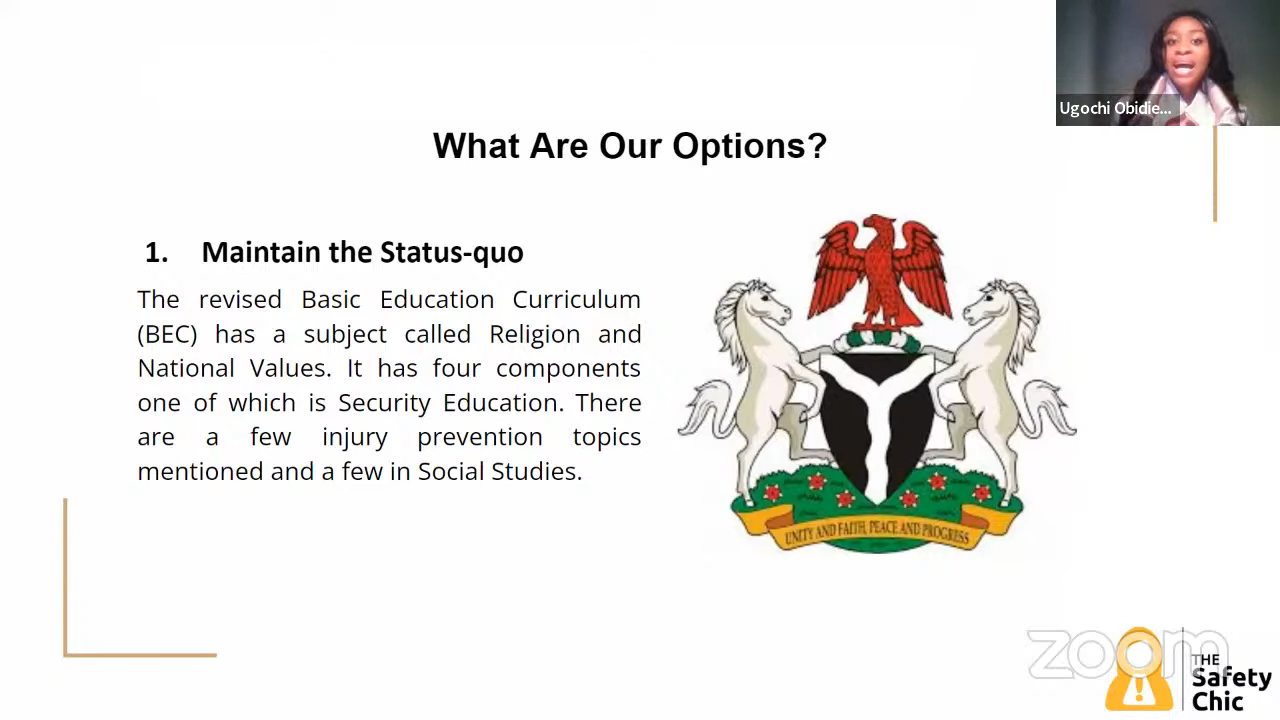 Ugochi Obidie...
What Are Our Options?
1. Maintain the Status-quo
The revised Basic Education Curriculum
(BEC) has a subject called Religion and
National Values. It has four components
one of which is Security Education. There
are a few injury prevention topics
mentioned and a few in Social Studies.
UNITY AND FAITH, PEACE AND PROGRESS
zoom
THE
Safety
Chic